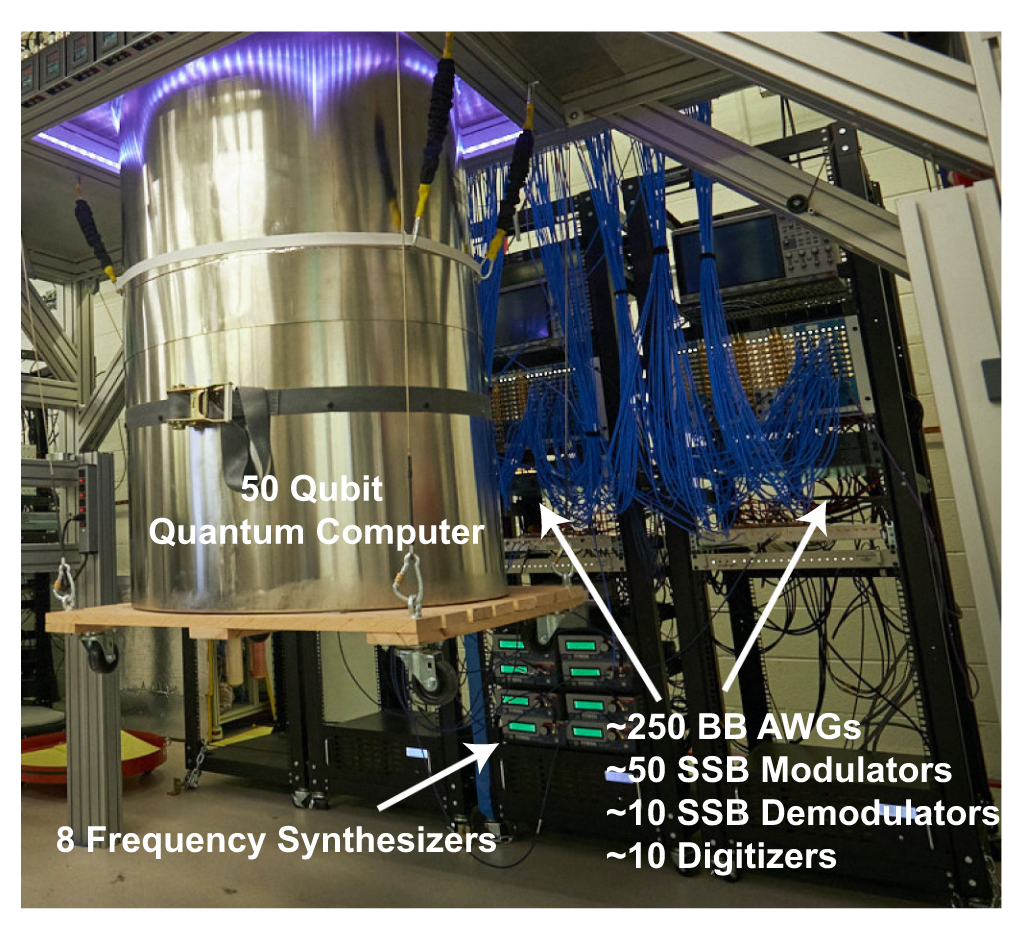 50 Qubit
Quantum Computer
~250 BB AWGs
~50 SSB Modulators
~10 SSB Demodulators
~10 Digitizers
8 Frequency Synthesizers